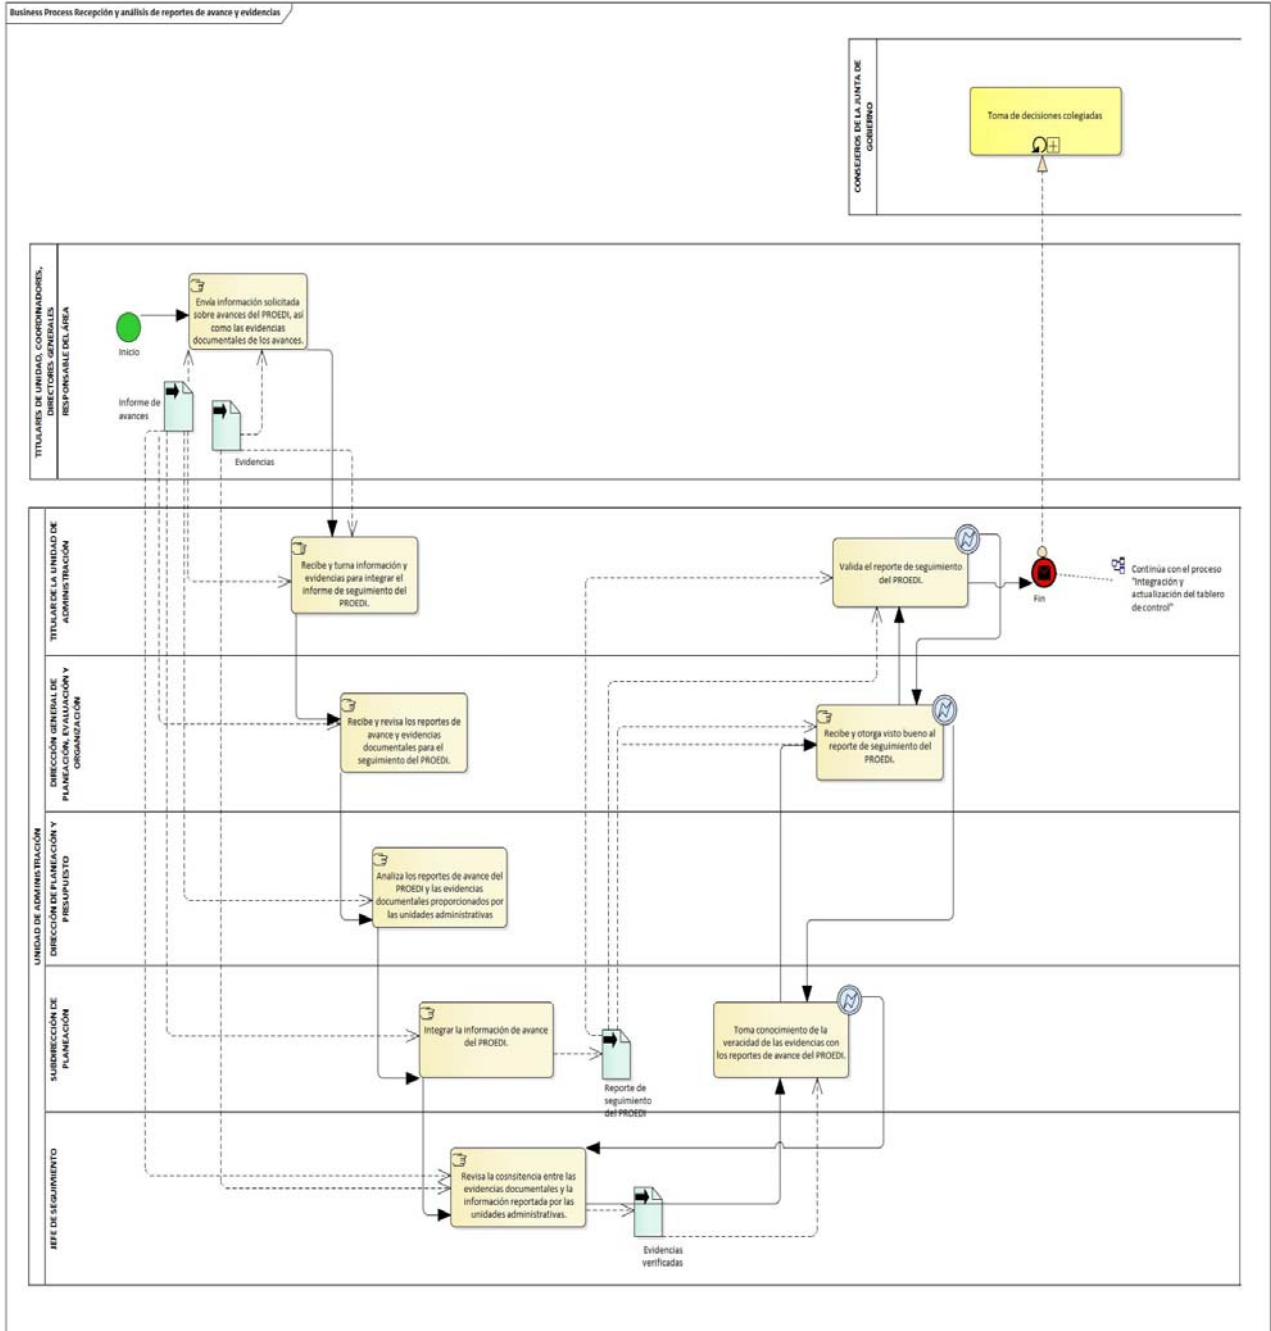 Business Process Recepción y análisis de reportes de avance y evidencias
CONSEJEROS DE LA JUNTA DE
GOBIERNO
Toma de decisiones colegiadas
TITULARES DE UNIDAD, COORDINADORES,
DIRECTORES GENERALES
RESPONSABLE DEL ÁREA
Envía información solicitada
sobre avances del PROEDI, así
como las evidencias
documentales de los avances.
Inicio
Informe de
avances
Evidencias
UNIDAD DE ADMINISTRACIÓN
TITULAR DE LA UNIDAD DE
ADMINISTRACIÓN
Recibe y turna información y
evidencias para integrar el
informe de seguimiento del
PROEDI.
Valida el reporte de seguimiento
del PROEDI.
Fin
Continúa con el proceso
"Integración y
actualización del tablero
de control"
DIRECCIÓN GENERAL DE
PLANEACIÓN, EVALUACIÓN Y
ORGANIZACIÓN
Recibe y revisa los reportes de
avance y evidencias
documentales para el
seguimiento del PROEDI.
Recibe y otorga visto bueno al
reporte de seguimiento del
PROEDI.
DIRECCIÓN DE PLANEACIÓN Y
PRESUPUESTO
Analiza los reportes de avance del
PROEDI y las evidencias
documentales proporcionados por
las unidades administrativas
SUBDIRECCIÓN DE
PLANEACIÓN
Integrar la información de avance
del PROEDI.
Reporte de
seguimiento
del PROEDI
Toma conocimiento de la
veracidad de las evidencias con
los reportes de avance del PROEDI.
JEFE DE SEGUIMIENTO
Revisa la cosnsitencia entre las
evidencias documentales y la
información reportada por las
unidades administrativas.
Evidencias
verificadas